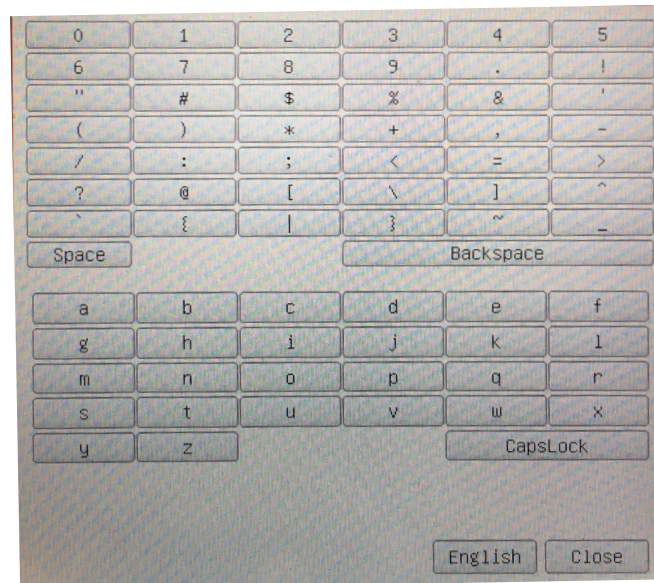 0 1 2 3 4 5
6 7 8 9 . !
" # $ % & '
( ) * + , -
/ : ; < = >
? @ [ \ ] ^
` { | } ~ _
Space Backspace
a b c d e f
g h i j k l
m n o p q r
s t u v w x
y z CapsLock
English Close